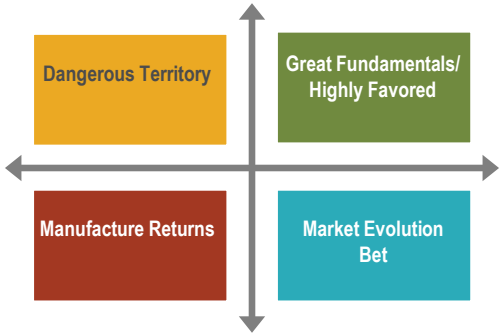 Dangerous Territory
Great Fundamentals/
Highly Favored
Manufacture Returns
Market Evolution
Bet